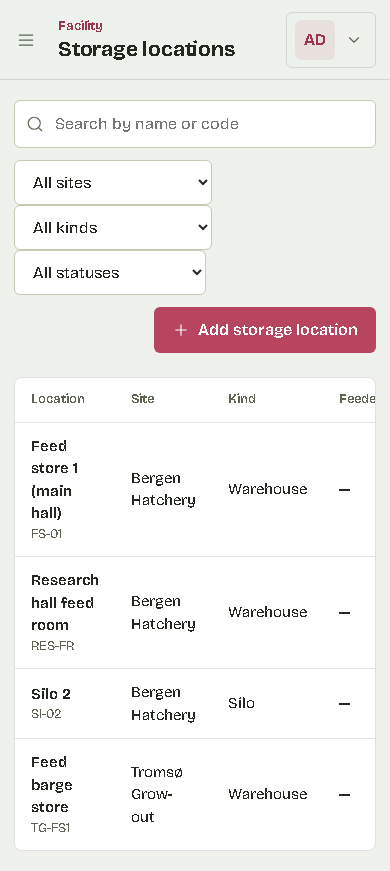 Facility
Storage locations
AD
Search by name or code
All sites
All kinds
All statuses
Add storage location
Location Site Kind Feede
Feed store 1 (main hall)
FS-01
Bergen Hatchery
Warehouse
—
Research hall feed room
RES-FR
Bergen Hatchery
Warehouse
—
Silo 2
SI-02
Bergen Hatchery
Silo
—
Feed barge store
TG-FS1
Tromsø Grow-out
Warehouse
—